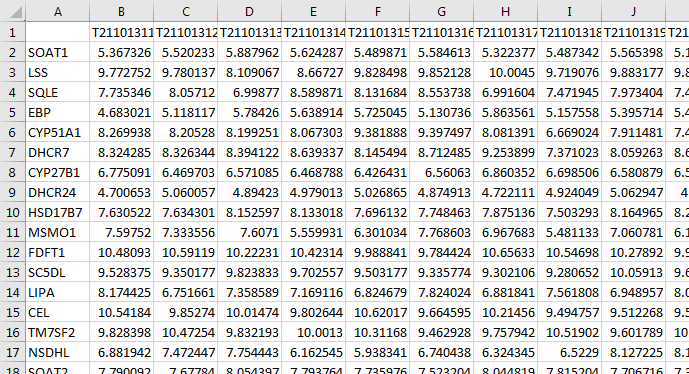 A B C D E F G H I J
1 T21101311 T21101312 T21101313 T21101314 T21101315 T21101316 T21101317 T21101318 T21101319
2 SOAT1 5.367326 5.520233 5.887962 5.624287 5.489871 5.584613 5.322377 5.487342 5.565398 5.1
3 LSS 9.772752 9.780137 8.109067 8.66727 9.828498 9.852128 10.0045 9.719076 9.883177 9.8
4 SQLE 7.735346 8.05712 6.99877 8.589871 8.131684 8.553738 6.991604 7.471945 7.973404 7.4
5 EBP 4.683021 5.118117 5.78426 5.638914 5.725045 5.130736 5.863561 5.157558 5.395714 5.4
6 CYP51A1 8.269938 8.20528 8.199251 8.067303 9.381888 9.397497 8.081391 6.669024 7.911481 7.4
7 DHCR7 8.324285 8.326344 8.394122 8.639337 8.145494 8.712485 9.253899 7.371023 8.059263 8.6
8 CYP27B1 6.775091 6.469703 6.571085 6.468788 6.426431 6.56063 6.860352 6.698506 6.580879 6.5
9 DHCR24 4.700653 5.060057 4.89423 4.979013 5.026865 4.874913 4.722111 4.924049 5.062947 4
10 HSD17B7 7.630522 7.634301 8.152597 8.133018 7.696132 7.748463 7.875136 7.503293 8.164965 8.2
11 MSMO1 7.59752 7.333556 7.6071 5.559931 6.301034 7.768603 6.967683 5.481133 7.060781 6.1
12 FDFT1 10.48093 10.59119 10.22231 10.42314 9.988841 9.784424 10.65633 10.54698 10.27892 10
13 SC5DL 9.528375 9.350177 9.823833 9.702557 9.503177 9.335774 9.302106 9.280652 10.05913 9.6
14 LIPA 8.174425 6.751661 7.358589 7.169116 6.824679 7.824024 6.881841 7.561808 6.948957 8.0
15 CEL 10.54184 9.85274 10.01474 9.802644 10.62017 9.664595 10.21456 9.494757 9.512268 9.5
16 TM7SF2 9.828398 10.47254 9.832193 10.0013 10.31168 9.462928 9.757942 10.51902 9.601789 10
17 NSDHL 6.881942 7.472447 7.754443 6.162545 5.938341 6.740438 6.324345 6.5229 8.127225 8.1
18 SOAT2 7.790092 7.67784 8.054397 7.793764 7.735976 7.523204 8.044819 7.815204 7.706716 7.7